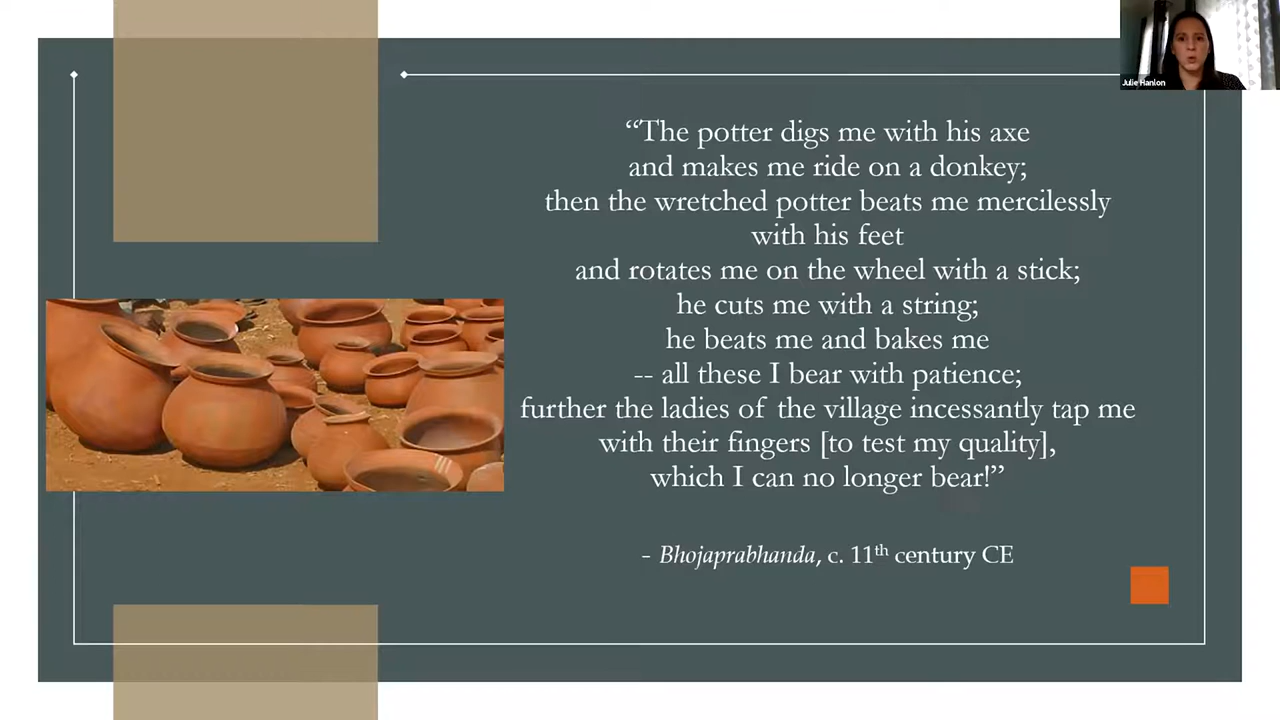 Julie Hanlon
“The potter digs me with his axe
and makes me ride on a donkey;
then the wretched potter beats me mercilessly
with his feet
and rotates me on the wheel with a stick;
he cuts me with a string;
he beats me and bakes me
-- all these I bear with patience;
further the ladies of the village incessantly tap me
with their fingers [to test my quality],
which I can no longer bear!”
- Bhojaprabhanda, c. 11th century CE